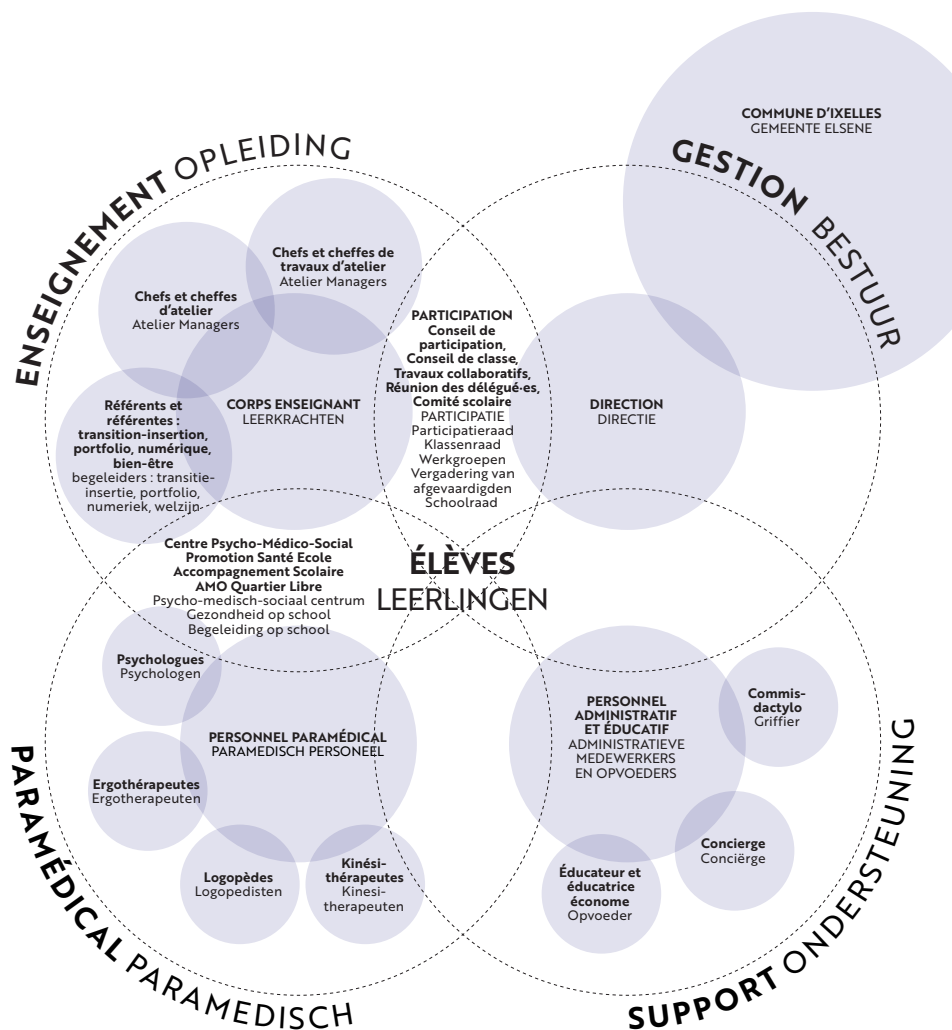 COMMUNE D'IXELLES
GEMEENTE ELSENE
ENSEIGNEMENT OPLEIDING
GESTION BESTUUR
Chefs et cheffes de
travaux d'atelier
Atelier Managers
Chefs et cheffes
d'atelier
Atelier Managers
Référents et
référentes :
transition-insertion,
portfolio, numérique,
bien-être
begeleiders : transitie-
insertie, portfolio,
numeriek, welzijn
CORPS ENSEIGNANT
LEERKRACHTEN
PARTICIPATION
Conseil de
participation,
Conseil de classe,
Travaux collaboratifs,
Réunion des délégué·es,
Comité scolaire
PARTICIPATIE
Participatieraad
Klassenraad
Werkgroepen
Vergadering van
afgevaardigden
Schoolraad
DIRECTION
DIRECTIE
Centre Psycho-Médico-Social
Promotion Santé Ecole
Accompagnement Scolaire
AMO Quartier Libre
Psycho-medisch-sociaal centrum
Gezondheid op school
Begeleiding op school
ÉLÈVES
LEERLINGEN
Psychologues
Psychologen
PERSONNEL PARAMÉDICAL
PARAMEDISCH PERSONEEL
Ergothérapeutes
Ergotherapeuten
Logopèdes
Logopedisten
Kinési-
thérapeutes
Kinesi-
therapeuten
PERSONNEL
ADMINISTRATIF
ET ÉDUCATIF
ADMINISTRATIEVE
MEDEWERKERS
EN OPVOEDERS
Commis-
dactylo
Griffier
Concierge
Conciërge
Éducateur et
éducatrice
économe
Opvoeder
PARAMÉDICAL PARAMEDISCH
SUPPORT ONDERSTEUNING